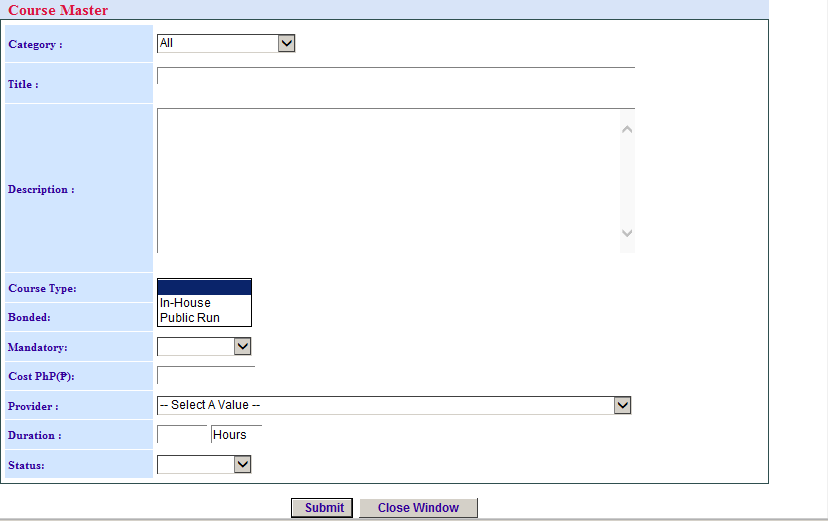 Course Master
Category : All
Title :
Description :
Course Type:
In-House
Bonded: Public Run
Mandatory:
Cost PhP(₱):
Provider : -- Select A Value --
Duration : Hours
Status:
Submit Close Window